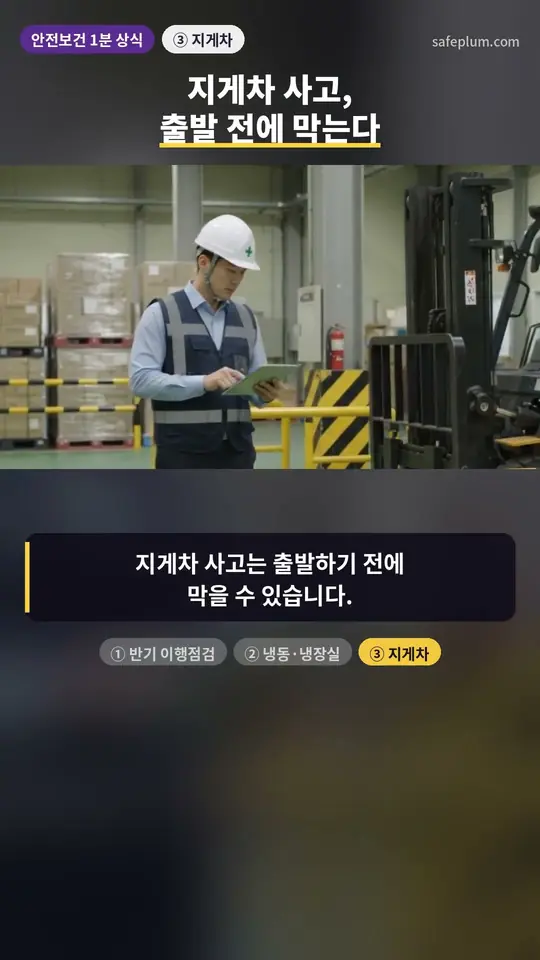 안전보건 1분 상식
③ 지게차
safeplum.com
지게차 사고,
출발 전에 막는다
지게차 사고는 출발하기 전에
막을 수 있습니다.
① 반기 이행점검
② 냉동·냉장실
③ 지게차